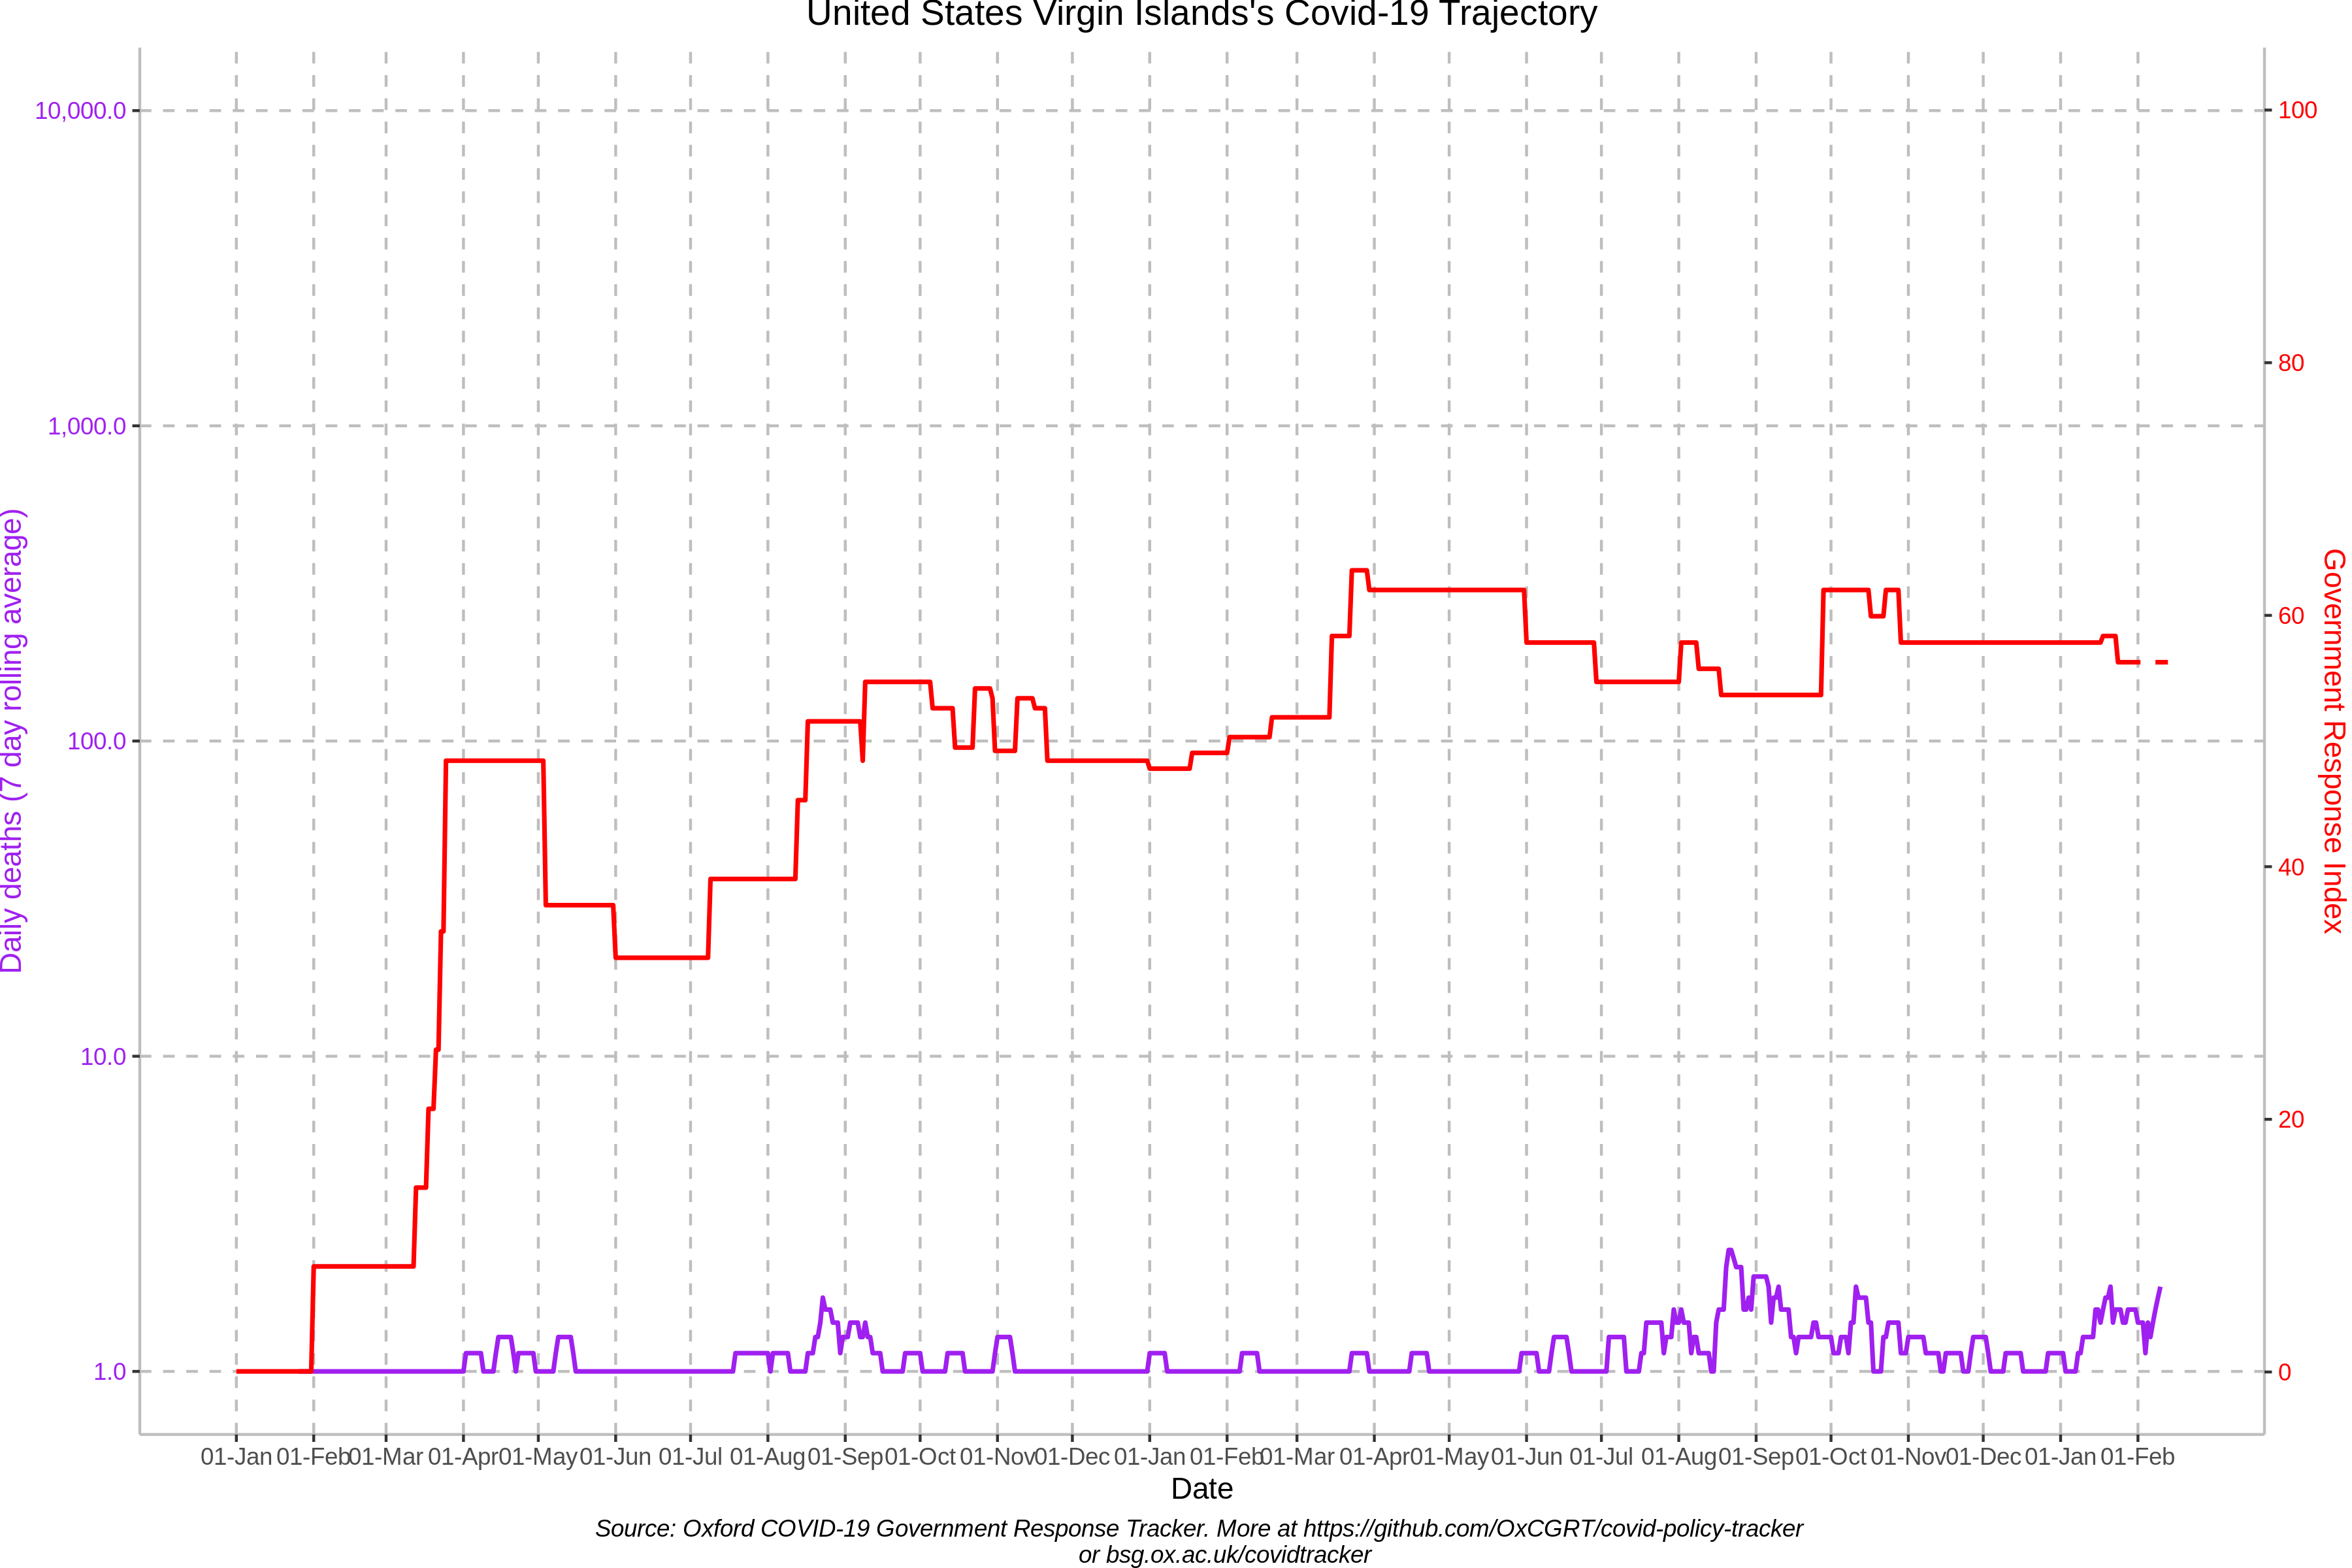 United States Virgin Islands's Covid-19 Trajectory
10,000.0
1,000.0
100.0
10.0
1.0
Daily deaths (7 day rolling average)
100
80
60
40
20
0
Government Response Index
01-Jan 01-Feb 01-Mar 01-Apr 01-May 01-Jun 01-Jul 01-Aug 01-Sep 01-Oct 01-Nov 01-Dec 01-Jan 01-Feb 01-Mar 01-Apr 01-May 01-Jun 01-Jul 01-Aug 01-Sep 01-Oct 01-Nov 01-Dec 01-Jan 01-Feb
Date
Source: Oxford COVID-19 Government Response Tracker. More at https://github.com/OxCGRT/covid-policy-tracker
or bsg.ox.ac.uk/covidtracker